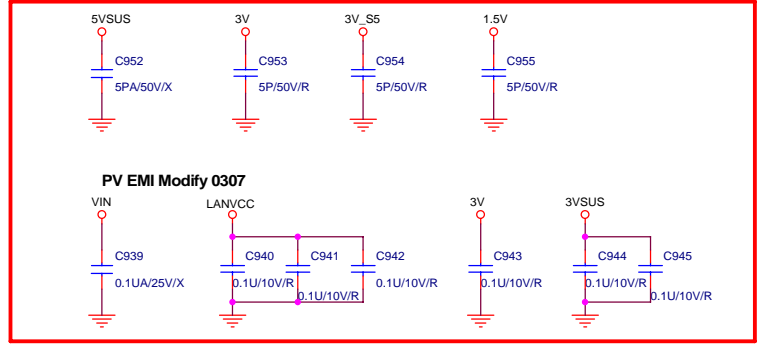 5VSUS 3V 3V_S5 1.5V
C952 C953 C954 C955
5PA/50V/X 5P/50V/R 5P/50V/R 5P/50V/R
PV EMI Modify 0307
VIN LANVCC 3V 3VSUS
C939 C940 C941 C942 C943 C944 C945
0.1UA/25V/X 0.1U/10V/R 0.1U/10V/R 0.1U/10V/R 0.1U/10V/R
0.1U/10V/R 0.1U/10V/R